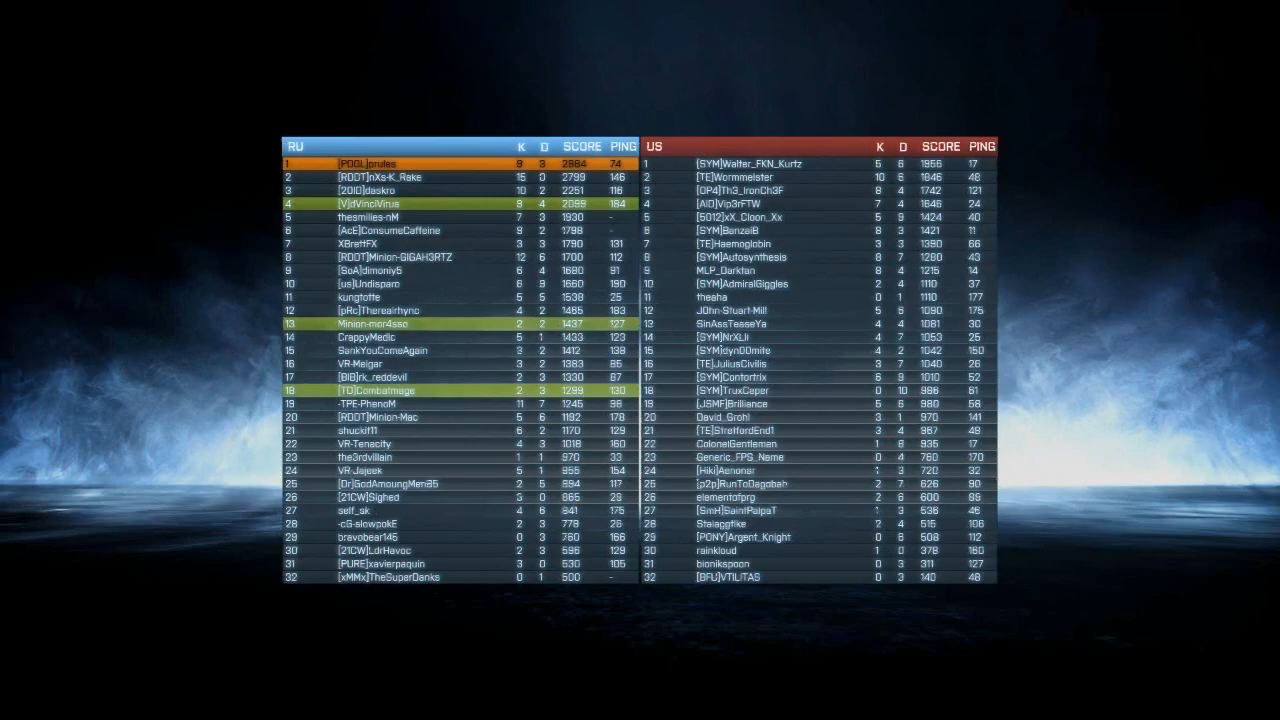 RU K D SCORE PING
1 [POGL]prules 9 3 2884 74
2 [RDDT]nXs-K_Rake 15 0 2799 146
3 [20ID]daskro 10 2 2251 116
4 [V]dVinciVirus 9 4 2099 184
5 thesmilies-nM 7 3 1930 -
6 [AcE]ConsumeCaffeine 9 2 1798 -
7 XBrettFX 3 3 1790 131
8 [RDDT]Minion-GIGAH3RTZ 12 6 1700 112
9 [SoA]dimoniy5 6 4 1680 91
10 [us]Undisparo 6 9 1660 190
11 kungtotte 5 5 1538 25
12 [pRc]Therealrhync 4 2 1465 183
13 Minion-mor4sso 2 2 1437 127
14 CrappyMedic 5 1 1433 123
15 SankYouComeAgain 3 2 1412 138
16 VR-Meigar 3 2 1383 85
17 [BIB]rk_reddevil 2 3 1330 67
18 [TD]Combatmage 2 3 1299 130
19 -TPE-PhenoM 11 7 1245 98
20 [RDDT]Minion-Mac 5 6 1192 178
21 shuckit11 6 2 1170 129
22 VR-Tenacity 4 3 1018 160
23 the3rdvillain 1 1 970 33
24 VR-Jajeek 5 1 955 154
25 [Dr]GodAmoungMen85 2 5 894 117
26 [21CW]Sighed 3 0 865 29
27 self_sk 4 6 841 175
28 -cG-slowpokE 2 3 778 26
29 bravobear145 0 3 760 166
30 [21CW]LdrHavoc 2 3 596 129
31 [PURE]xavierpaquin 3 0 530 105
32 [xMMx]TheSuperDanks 0 1 500 -
US K D SCORE PING
1 [SYM]Walter_FKN_Kurtz 5 6 1956 17
2 [TE]Wormmeister 10 6 1846 48
3 [OP4]Th3_IronCh3F 8 4 1742 121
4 [AID]Vip3rFTW 7 4 1646 24
5 [5012]xX_Cloon_Xx 5 9 1424 40
6 [SYM]BanzaiB 8 3 1421 11
7 [TE]Haemoglobin 3 3 1390 66
8 [SYM]Autosynthesis 8 7 1280 43
9 MLP_Darktan 8 4 1215 14
10 [SYM]AdmiralGiggles 2 4 1110 37
11 theaha 0 1 1110 177
12 J0hn-Stuart-Mill 5 6 1090 175
13 SinAssTeaseYa 4 4 1081 30
14 [SYM]NrXLii 4 7 1053 25
15 [SYM]dyn00mite 4 2 1042 150
16 [TE]JuliusCivilis 3 7 1040 26
17 [SYM]Contortrix 6 9 1010 52
18 [SYM]TruxCaper 0 10 986 61
19 [JSMF]Brilliance 5 6 980 58
20 David_Grohl 3 1 970 141
21 [TE]StretfordEnd1 3 4 967 49
22 ColonelGentleman 1 8 935 17
23 Generic_FPS_Name 0 4 760 170
24 [Hiki]Aenonar 1 3 720 32
25 [p2p]RunToDagobah 2 7 626 90
26 elementofprg 2 6 600 89
27 [SmH]SaintPalpaT 1 3 536 46
28 Stalagg 2 4 515 106
29 [PONY]Argent_Knight 0 6 508 112
30 rainkloud 1 0 378 160
31 bionikspoon 0 3 311 127
32 [BFU]VTILITAS 0 3 140 48